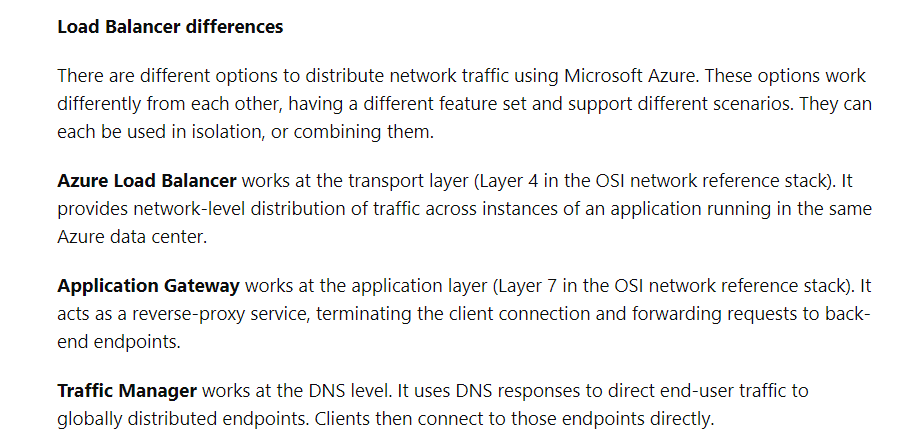 Load Balancer differences
There are different options to distribute network traffic using Microsoft Azure. These options work
differently from each other, having a different feature set and support different scenarios. They can
each be used in isolation, or combining them.
Azure Load Balancer works at the transport layer (Layer 4 in the OSI network reference stack). It
provides network-level distribution of traffic across instances of an application running in the same
Azure data center.
Application Gateway works at the application layer (Layer 7 in the OSI network reference stack). It
acts as a reverse-proxy service, terminating the client connection and forwarding requests to back-
end endpoints.
Traffic Manager works at the DNS level. It uses DNS responses to direct end-user traffic to
globally distributed endpoints. Clients then connect to those endpoints directly.